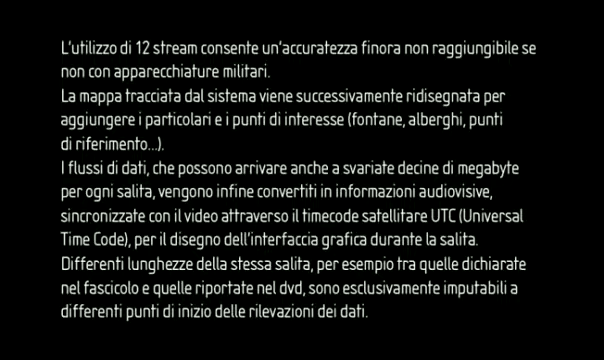 L'utilizzo di 12 stream consente un'accuratezza finora non raggiungibile se
non con apparecchiature militari.
La mappa tracciata dal sistema viene successivamente ridisegnata per
aggiungere i particolari e i punti di interesse (fontane, alberghi, punti
di riferimento...).
I flussi di dati, che possono arrivare anche a svariate decine di megabyte
per ogni salita, vengono infine convertiti in informazioni audiovisive,
sincronizzate con il video attraverso il timecode satellitare UTC (Universal
Time Code), per il disegno dell'interfaccia grafica durante la salita.
Differenti lunghezze della stessa salita, per esempio tra quelle dichiarate
nel fascicolo e quelle riportate nel dvd, sono esclusivamente imputabili a
differenti punti di inizio delle rilevazioni dei dati.